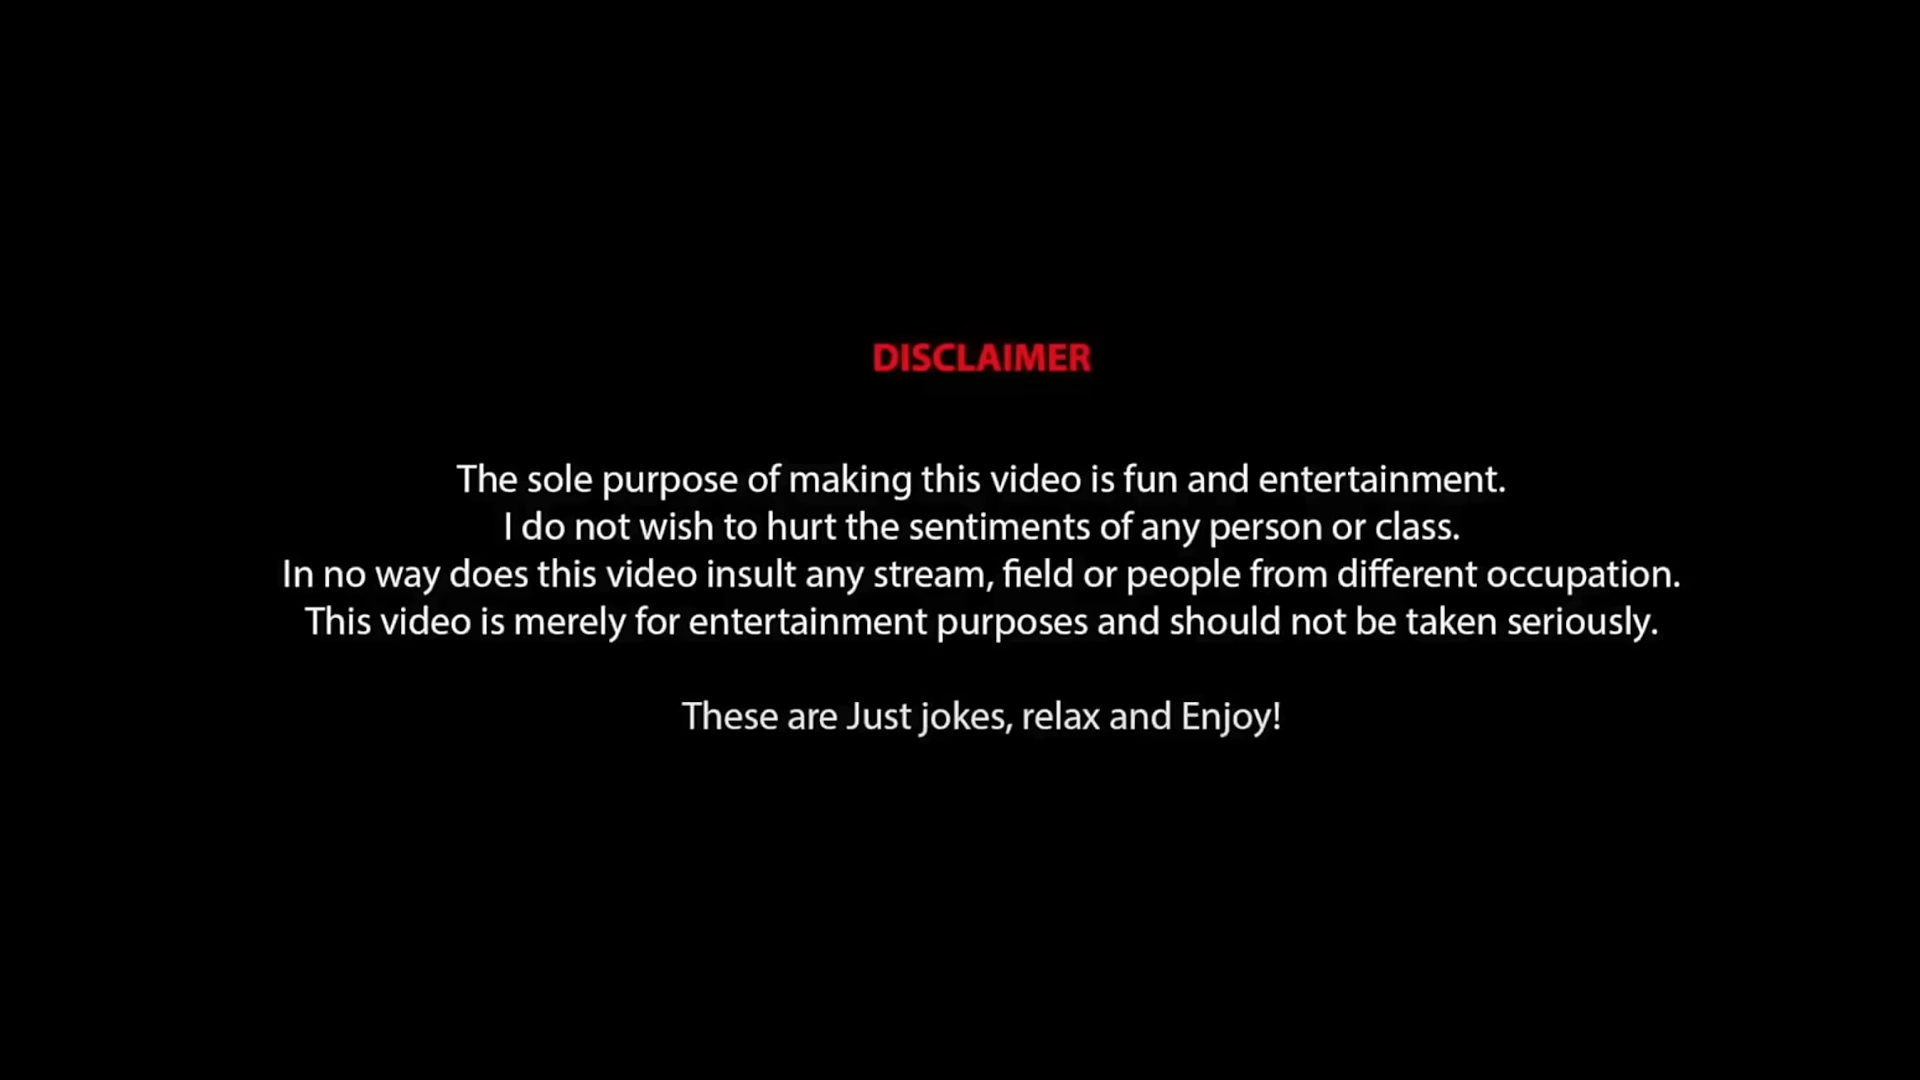 DISCLAIMER
The sole purpose of making this video is fun and entertainment.
I do not wish to hurt the sentiments of any person or class.
In no way does this video insult any stream, field or people from different occupation.
This video is merely for entertainment purposes and should not be taken seriously.
These are Just jokes, relax and Enjoy!